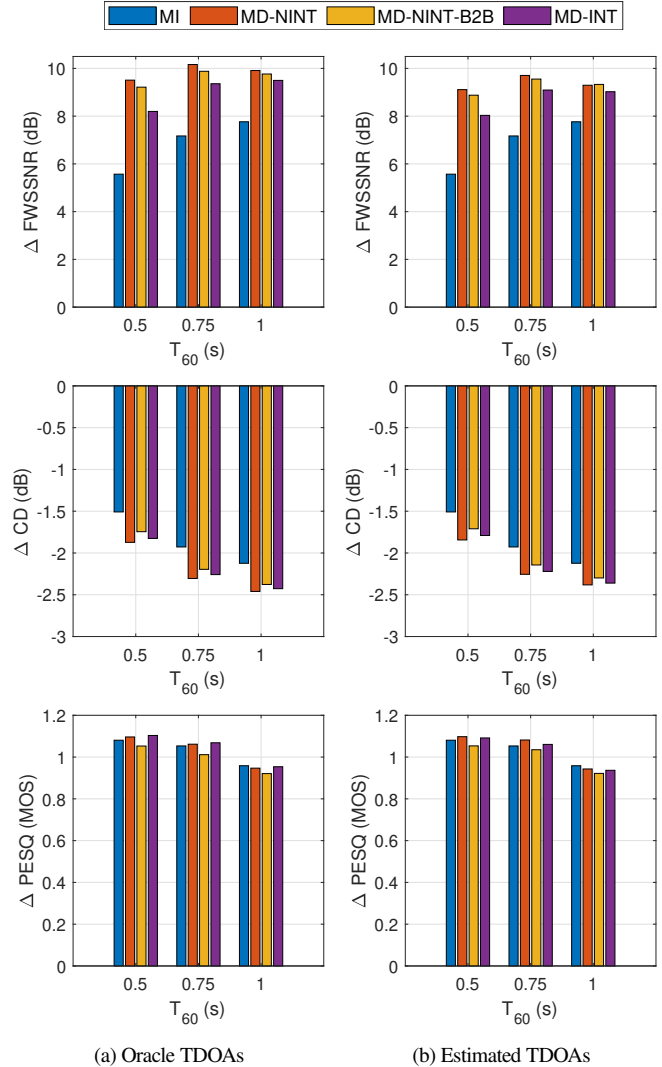 MI MD-NINT MD-NINT-B2B MD-INT
Δ FWSSNR (dB)
10
8
6
4
2
0
0.5 0.75 1
T60 (s)
Δ FWSSNR (dB)
10
8
6
4
2
0
0.5 0.75 1
T60 (s)
Δ CD (dB)
0
-0.5
-1
-1.5
-2
-2.5
-3
0.5 0.75 1
T60 (s)
Δ CD (dB)
0
-0.5
-1
-1.5
-2
-2.5
-3
0.5 0.75 1
T60 (s)
Δ PESQ (MOS)
1.2
1
0.8
0.6
0.4
0.2
0
0.5 0.75 1
T60 (s)
Δ PESQ (MOS)
1.2
1
0.8
0.6
0.4
0.2
0
0.5 0.75 1
T60 (s)
(a) Oracle TDOAs
(b) Estimated TDOAs